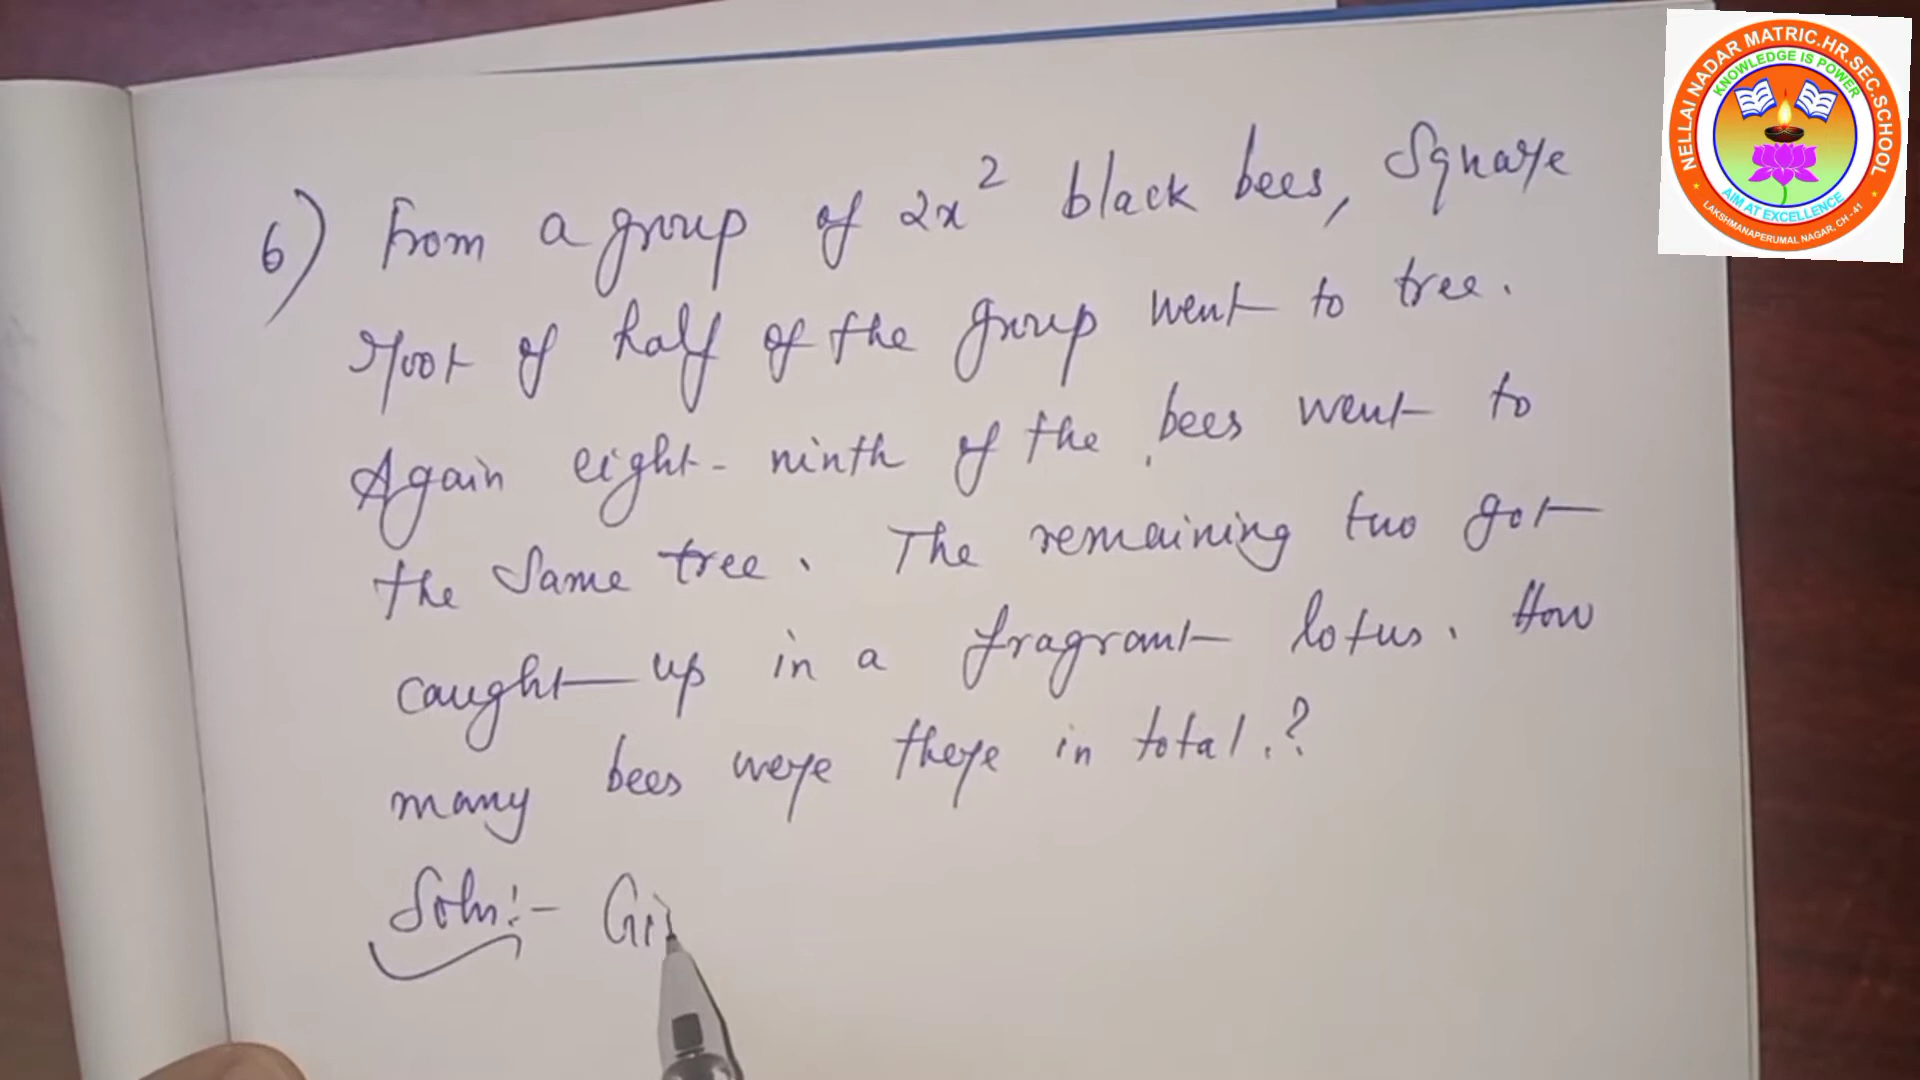 6) From a group of 2x² black bees, Square
root of half of the group went to tree.
Again eight-ninth of the bees went to
the Same tree. The remaining two got
caught up in a fragrant lotus. How
many bees were there in total.?
Soln:- Gi
NELLAI NADAR MATRIC.HR.SEC.SCHOOL
KNOWLEDGE IS POWER
AIM AT EXCELLENCE
LAKSHMANAPERUMAL NAGAR, CH - 41